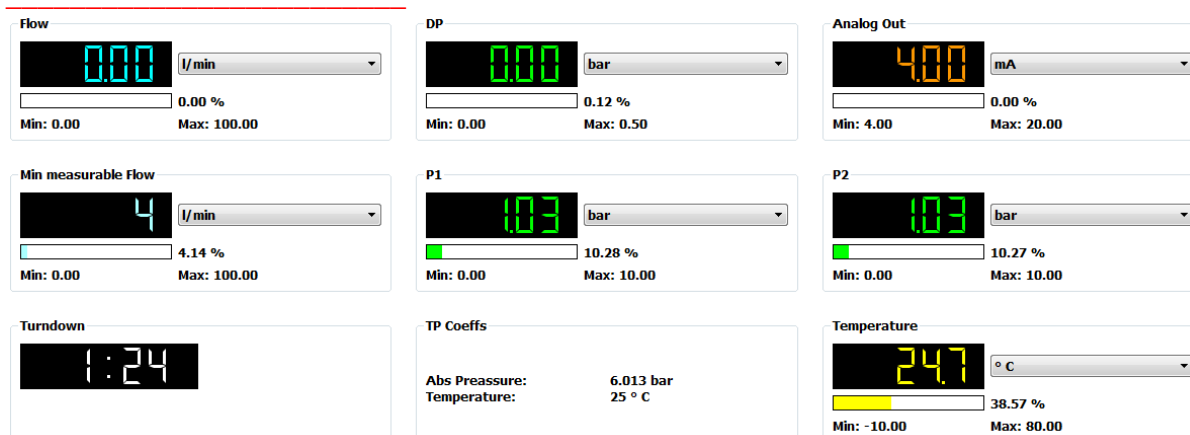 Flow
0.00 l/min
0.00 %
Min: 0.00 Max: 100.00
DP
0.00 bar
0.12 %
Min: 0.00 Max: 0.50
Analog Out
4.00 mA
0.00 %
Min: 4.00 Max: 20.00
Min measurable Flow
4 l/min
4.14 %
Min: 0.00 Max: 100.00
P1
1.03 bar
10.28 %
Min: 0.00 Max: 10.00
P2
1.03 bar
10.27 %
Min: 0.00 Max: 10.00
Turndown
1:24
TP Coeffs
Abs Preassure: 6.013 bar
Temperature: 25 ° C
Temperature
24.7 ° C
38.57 %
Min: -10.00 Max: 80.00